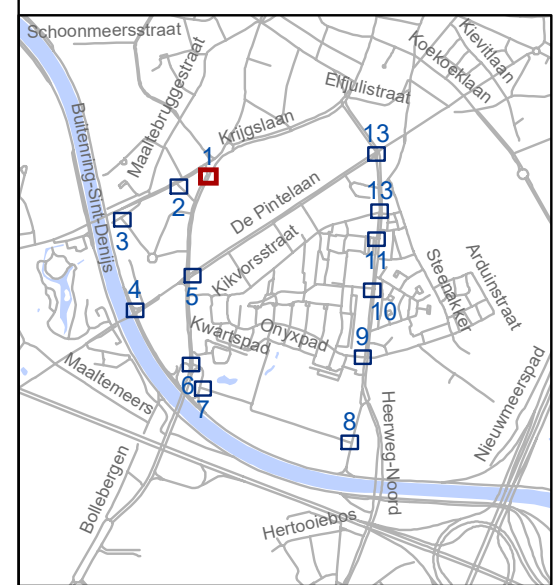 Schoonmeersstraat
Kievitlaan
Koekoeklaan
Maaltebruggestraat
Elfjulistraat
Krijgslaan
Buitenring-Sint-Denijs
13
1
De Pintelaan
2
13
3
Kikvorsstraat
11
Steenakker
Arduinstraat
4
5
10
Kwartspad
Onyxpad
9
Maaltemeers
6
7
Nieuwmeerspad
Heerweg-Noord
8
Bollebergen
Hertooiebos